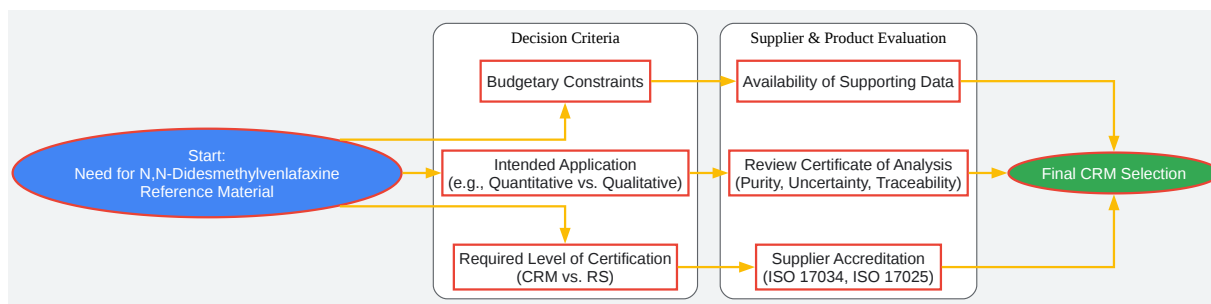 Decision Criteria
Supplier & Product Evaluation
Budgetary Constraints
Availability of Supporting Data
Start:
Need for N,N-Didesmethylvenlafaxine
Reference Material
Intended Application
(e.g., Quantitative vs. Qualitative)
Review Certificate of Analysis
(Purity, Uncertainty, Traceability)
Final CRM Selection
Required Level of Certification
(CRM vs. RS)
Supplier Accreditation
(ISO 17034, ISO 17025)